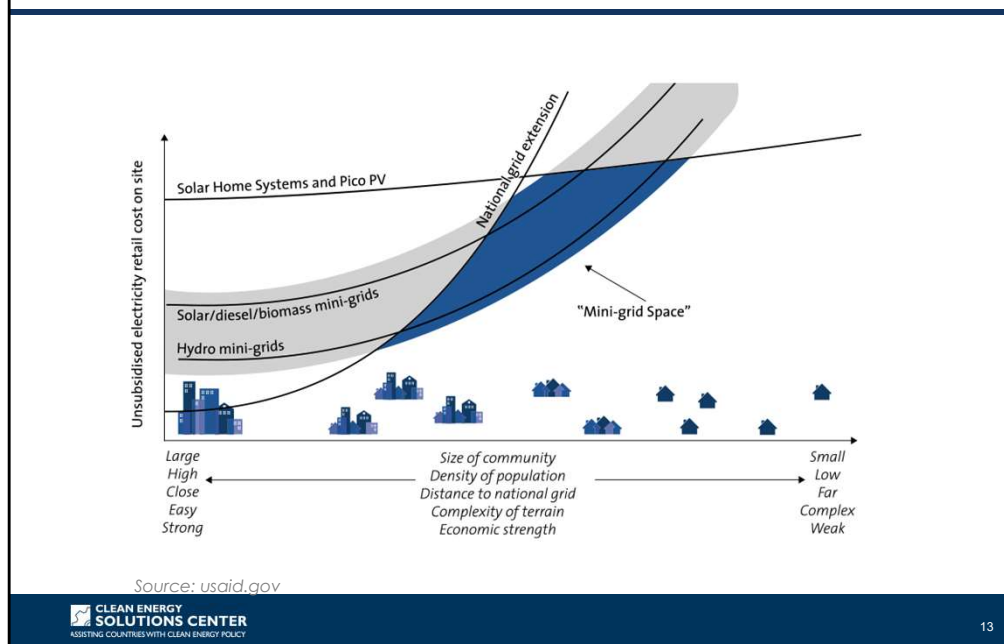 National grid extension
Solar Home Systems and Pico PV
Unsubsidised electricity retail cost on site
Solar/diesel/biomass mini-grids
"Mini-grid Space"
Hydro mini-grids
Large
High
Close
Easy
Strong
Size of community
Density of population
Distance to national grid
Complexity of terrain
Economic strength
Small
Low
Far
Complex
Weak
Source: usaid.gov
CLEAN ENERGY
SOLUTIONS CENTER
ASSISTING COUNTRIES WITH CLEAN ENERGY POLICY
13